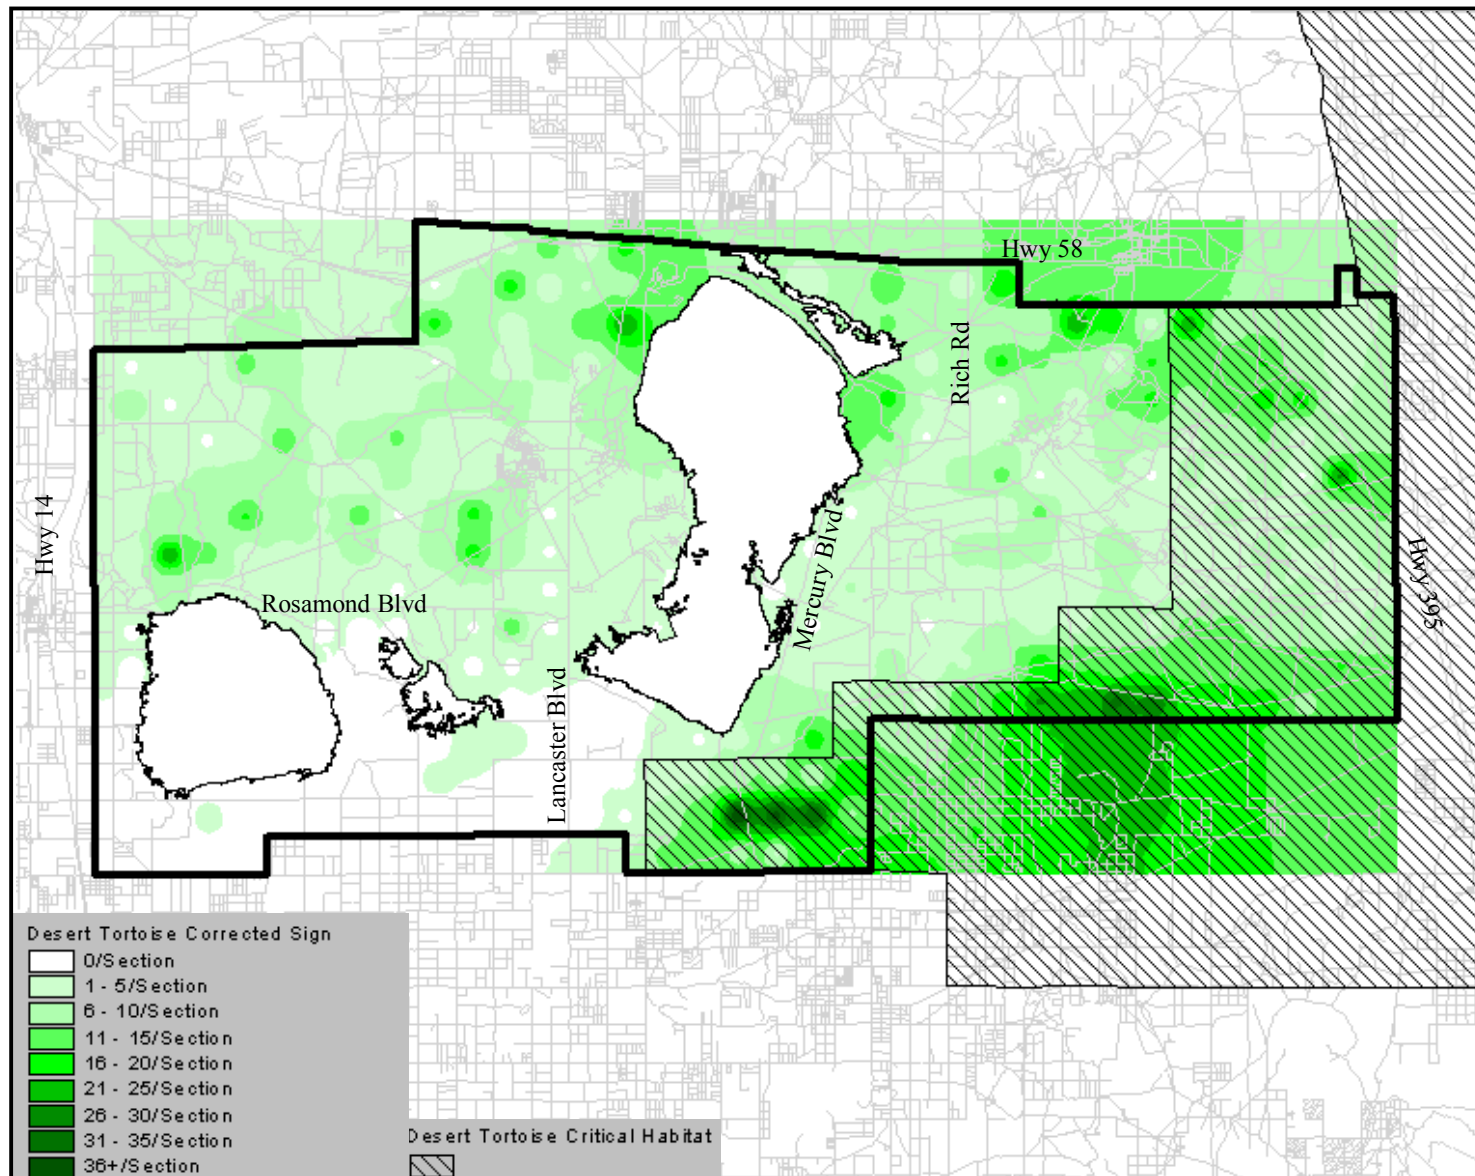 Hwy 58
Rich Rd
Hwy 14
Mercury Blvd
Hwy 395
Rosamond Blvd
Lancaster Blvd
Desert Tortoise Corrected Sign
0/Section
1 - 5/Section
6 - 10/Section
11 - 15/Section
16 - 20/Section
21 - 25/Section
26 - 30/Section
31 - 35/Section
36+/Section
Desert Tortoise Critical Habitat